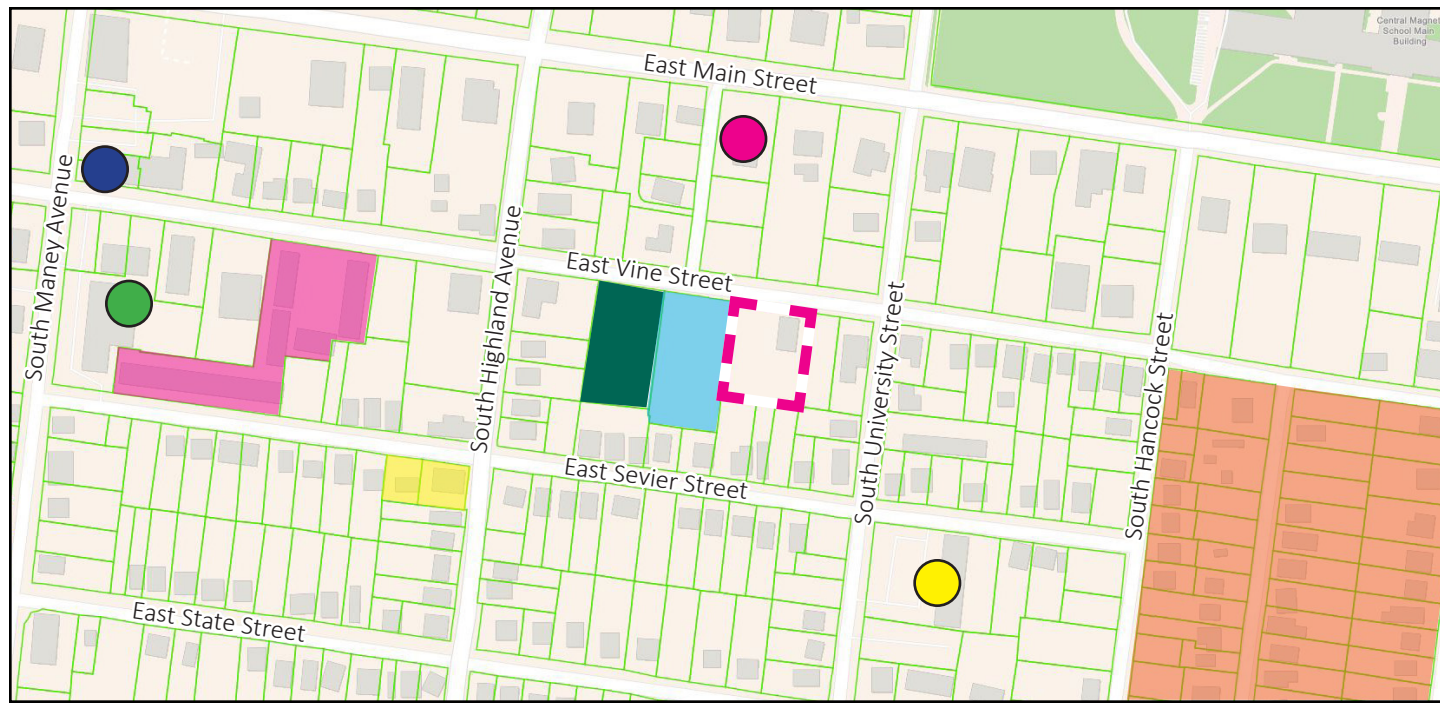 Central Magnet
School Main
Building
East Main Street
South Maney Avenue
South Highland Avenue
East Vine Street
South University Street
South Hancock Street
East Sevier Street
East State Street